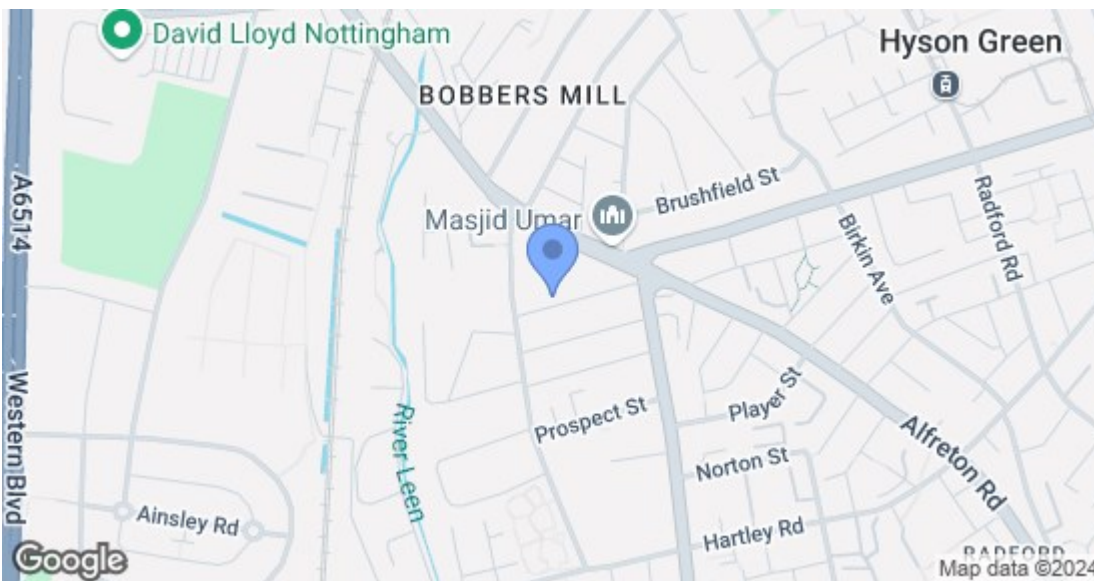 David Lloyd Nottingham
Hyson Green
BOBBERS MILL
Brushfield St
A6514
Masjid Umar
Radford Rd
Birkin Ave
Western Blvd
River Leen
Prospect St
Player St
Alfreton Rd
Norton St
Ainsley Rd
Hartley Rd
RADFORD
Google
Map data ©2024